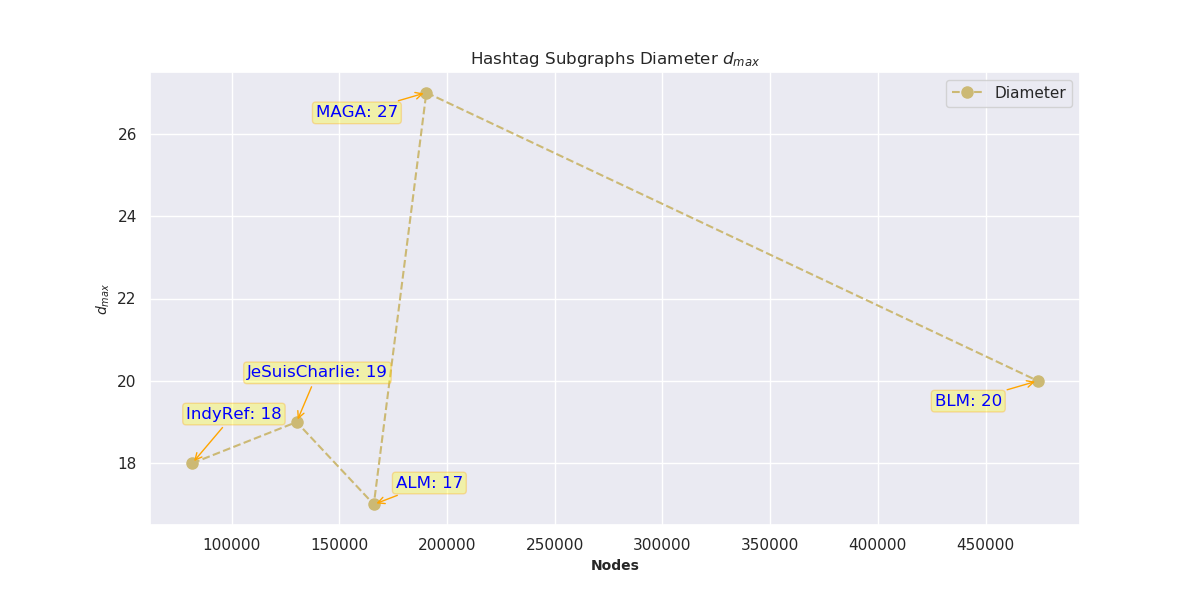 Hashtag Subgraphs Diameter d_max
Diameter
MAGA: 27
JeSuisCharlie: 19
IndyRef: 18
ALM: 17
BLM: 20
26
24
22
20
18
d_max
100000 150000 200000 250000 300000 350000 400000 450000
Nodes